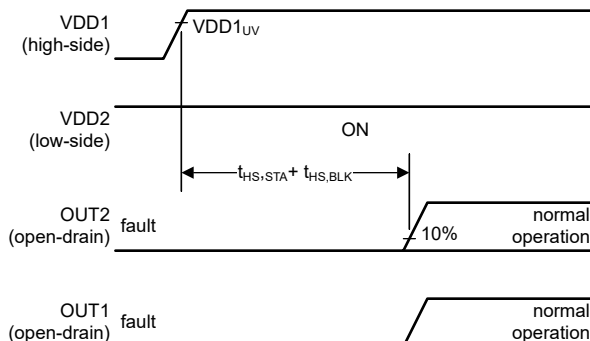 VDD1
(high-side)
VDD1UV
VDD2
(low-side)
ON
tHS,STA+ tHS,BLK
OUT2
(open-drain)
fault
10%
normal
operation
OUT1
(open-drain)
fault
normal
operation